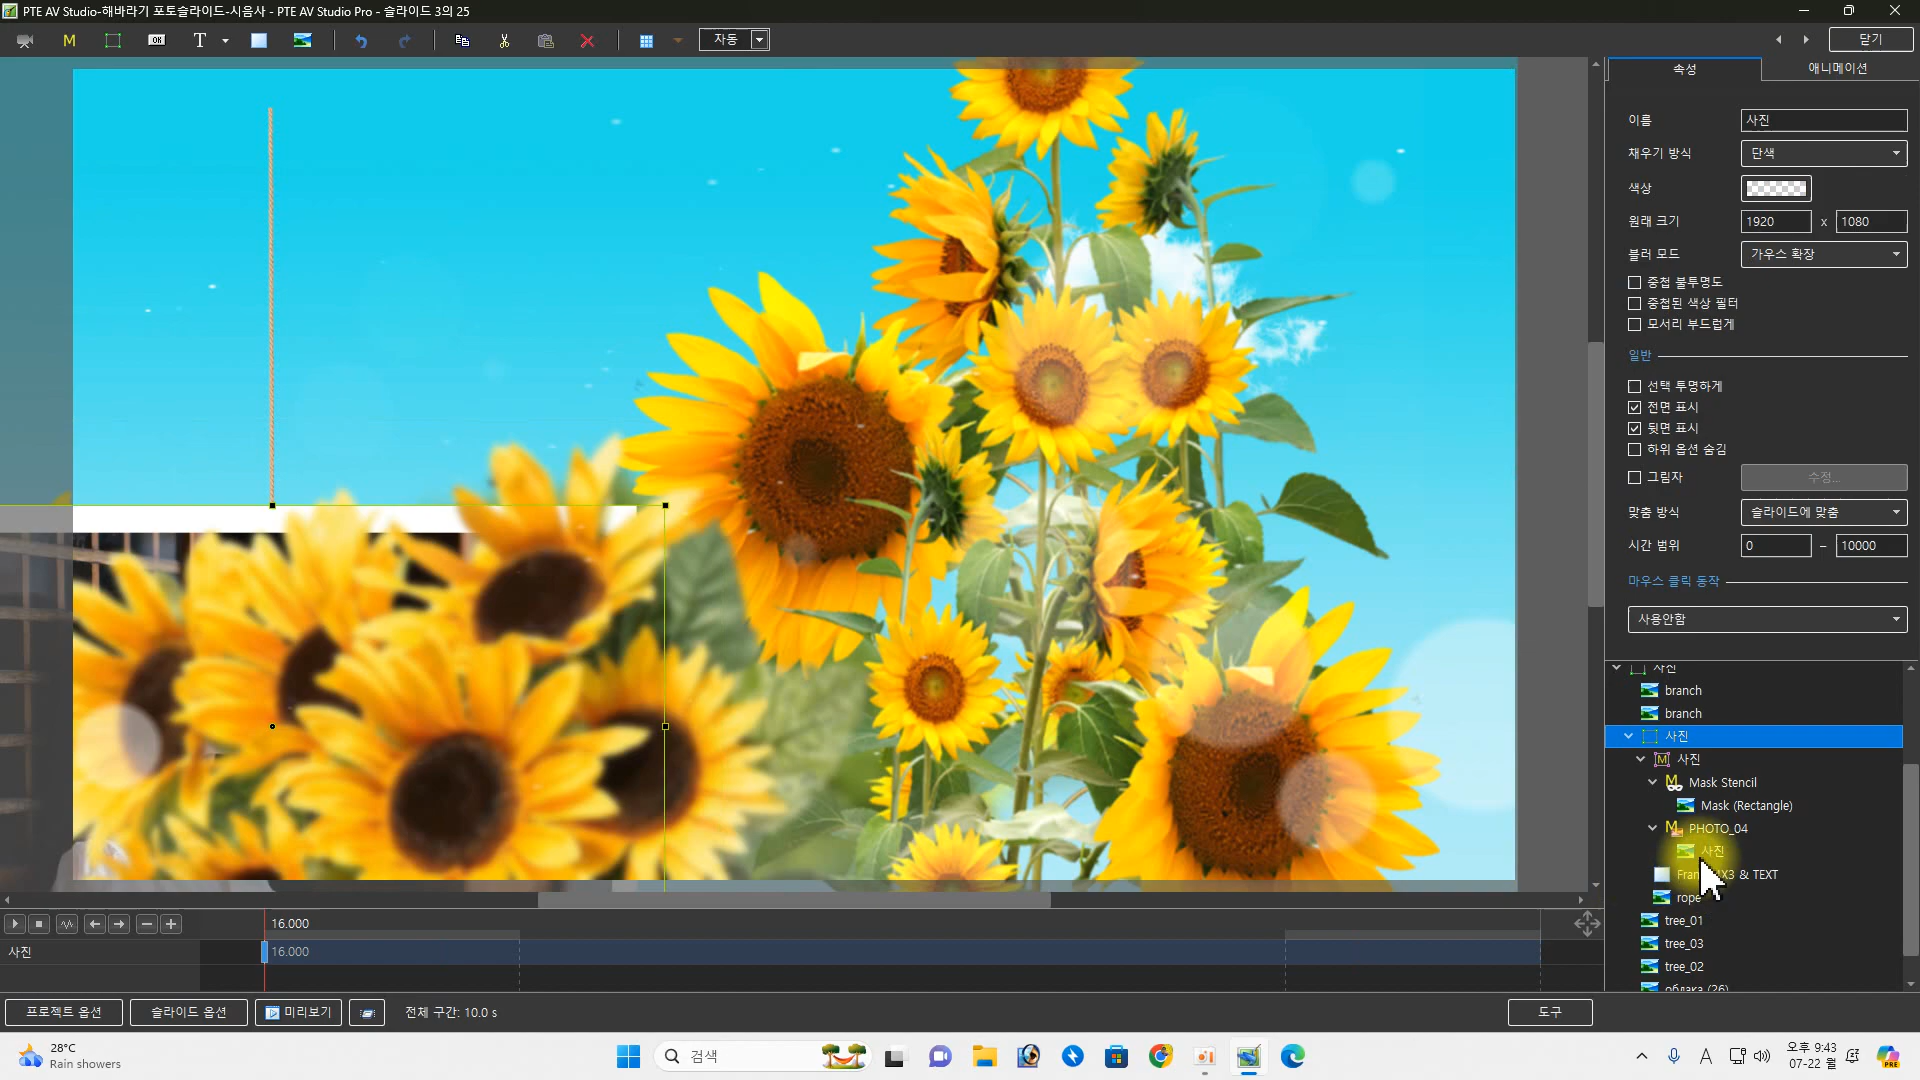 PTE AV Studio-해바라기 포토슬라이드-시음사 - PTE AV Studio Pro - 슬라이드 3의 25
M
OK
T
자동
닫기
속성
애니메이션
이름
사진
채우기 방식
단색
색상
원래 크기
1920
x
1080
블러 모드
가우스 확장
중첩 불투명도
중첩된 색상 필터
모서리 부드럽게
일반
선택 투명하게
전면 표시
뒷면 표시
하위 옵션 숨김
그림자
수정...
맞춤 방식
슬라이드에 맞춤
시간 범위
0
–
10000
마우스 클릭 동작
사용안함
사진
branch
branch
사진
M 사진
M Mask Stencil
Mask (Rectangle)
M PHOTO_04
사진
X3 & TEXT
rope
tree_01
tree_03
tree_02
облака (26)
16.000
사진
16.000
프로젝트 옵션
슬라이드 옵션
미리보기
전체 구간: 10.0 s
도구
28°C
Rain showers
검색
A
오후 9:43
07-22 월
PRE